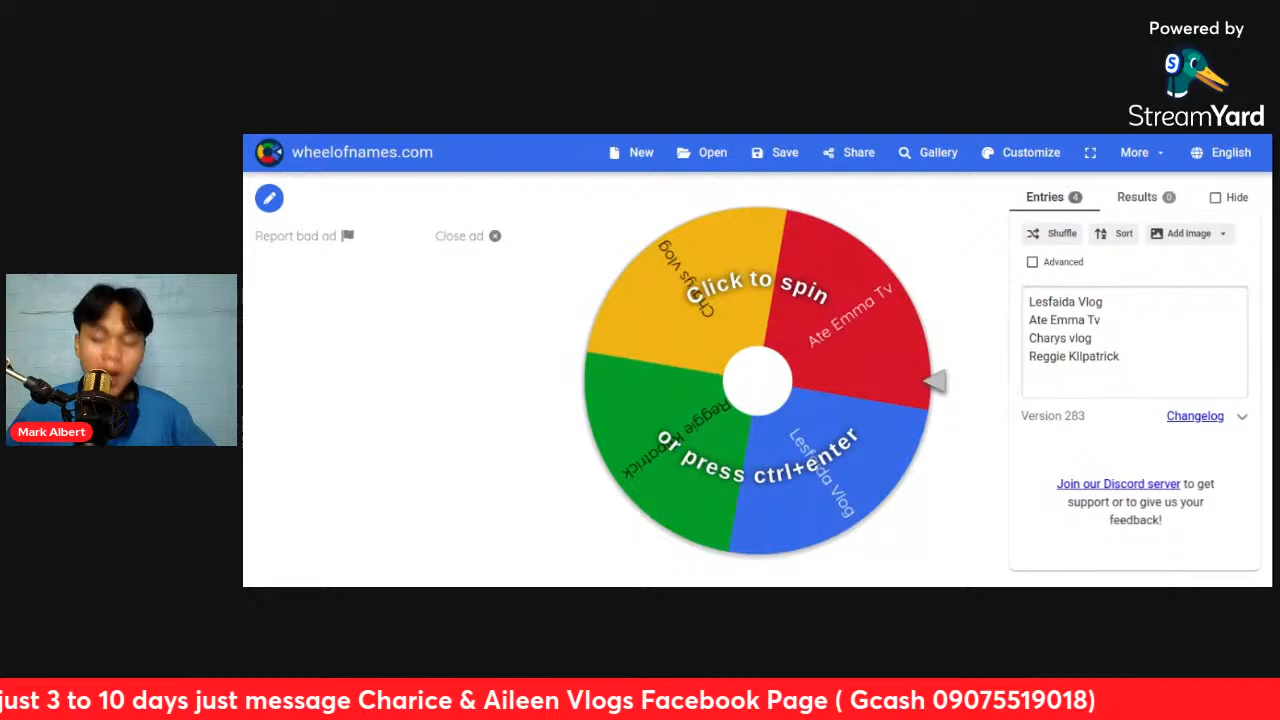 Powered by
StreamYard
wheelofnames.com
New
Open
Save
Share
Gallery
Customize
More
English
Report bad ad
Close ad
Entries 4
Results 0
Hide
Shuffle
Sort
Add image
Advanced
Lesfaida Vlog
Ate Emma Tv
Charys vlog
Reggie KIlpatrick
Version 283
Changelog
Join our Discord server to get
support or to give us your
feedback!
Charys vlog
Click to spin
Ate Emma Tv
Reggie KIlpatrick
or press ctrl+enter
Lesfaida Vlog
Mark Albert
just 3 to 10 days just message Charice & Aileen Vlogs Facebook Page ( Gcash 09075519018)